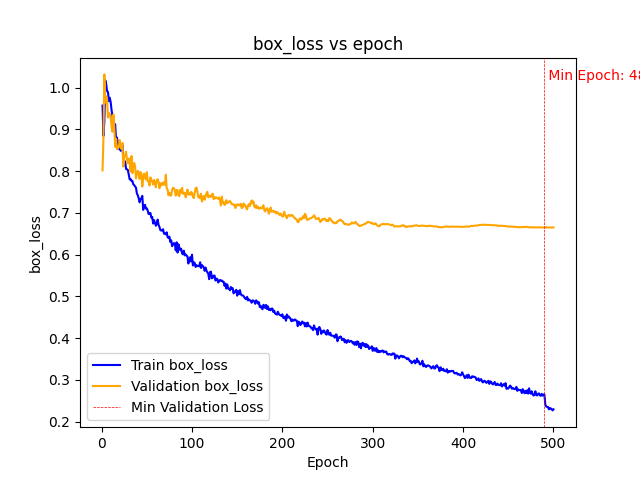 box_loss vs epoch
Min Epoch: 48
1.0
0.9
0.8
0.7
0.6
0.5
0.4
0.3
0.2
box_loss
Train box_loss
Validation box_loss
Min Validation Loss
0
100
200
300
400
500
Epoch